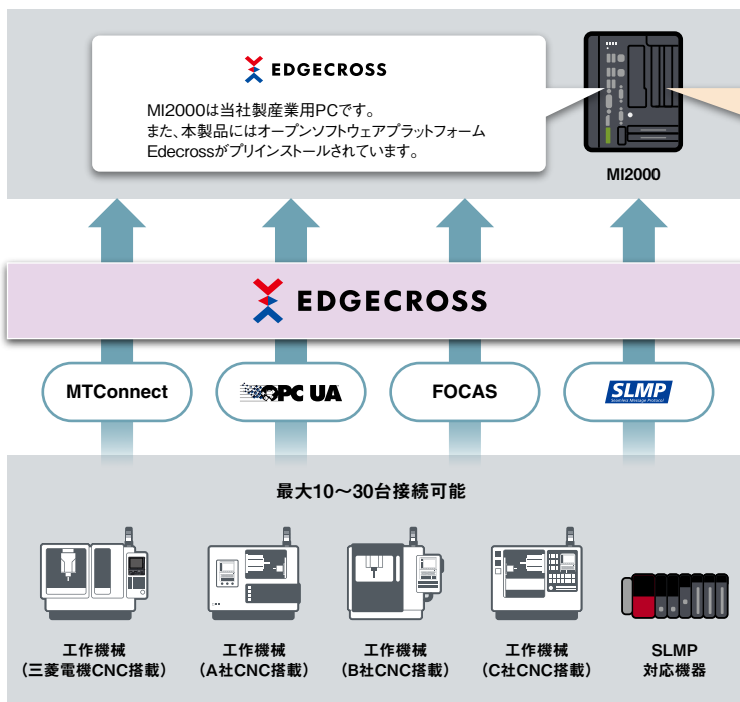 EDGECROSS
MI2000は当社製産業用PCです。
また、本製品にはオープンソフトウェアプラットフォーム
Edecrossがプリインストールされています。
MI2000
EDGECROSS
MTConnect
OPC UA
FOCAS
SLMP
Seamless Message Protocol
最大10～30台接続可能
工作機械
（三菱電機CNC搭載）
工作機械
（A社CNC搭載）
工作機械
（B社CNC搭載）
工作機械
（C社CNC搭載）
SLMP
対応機器